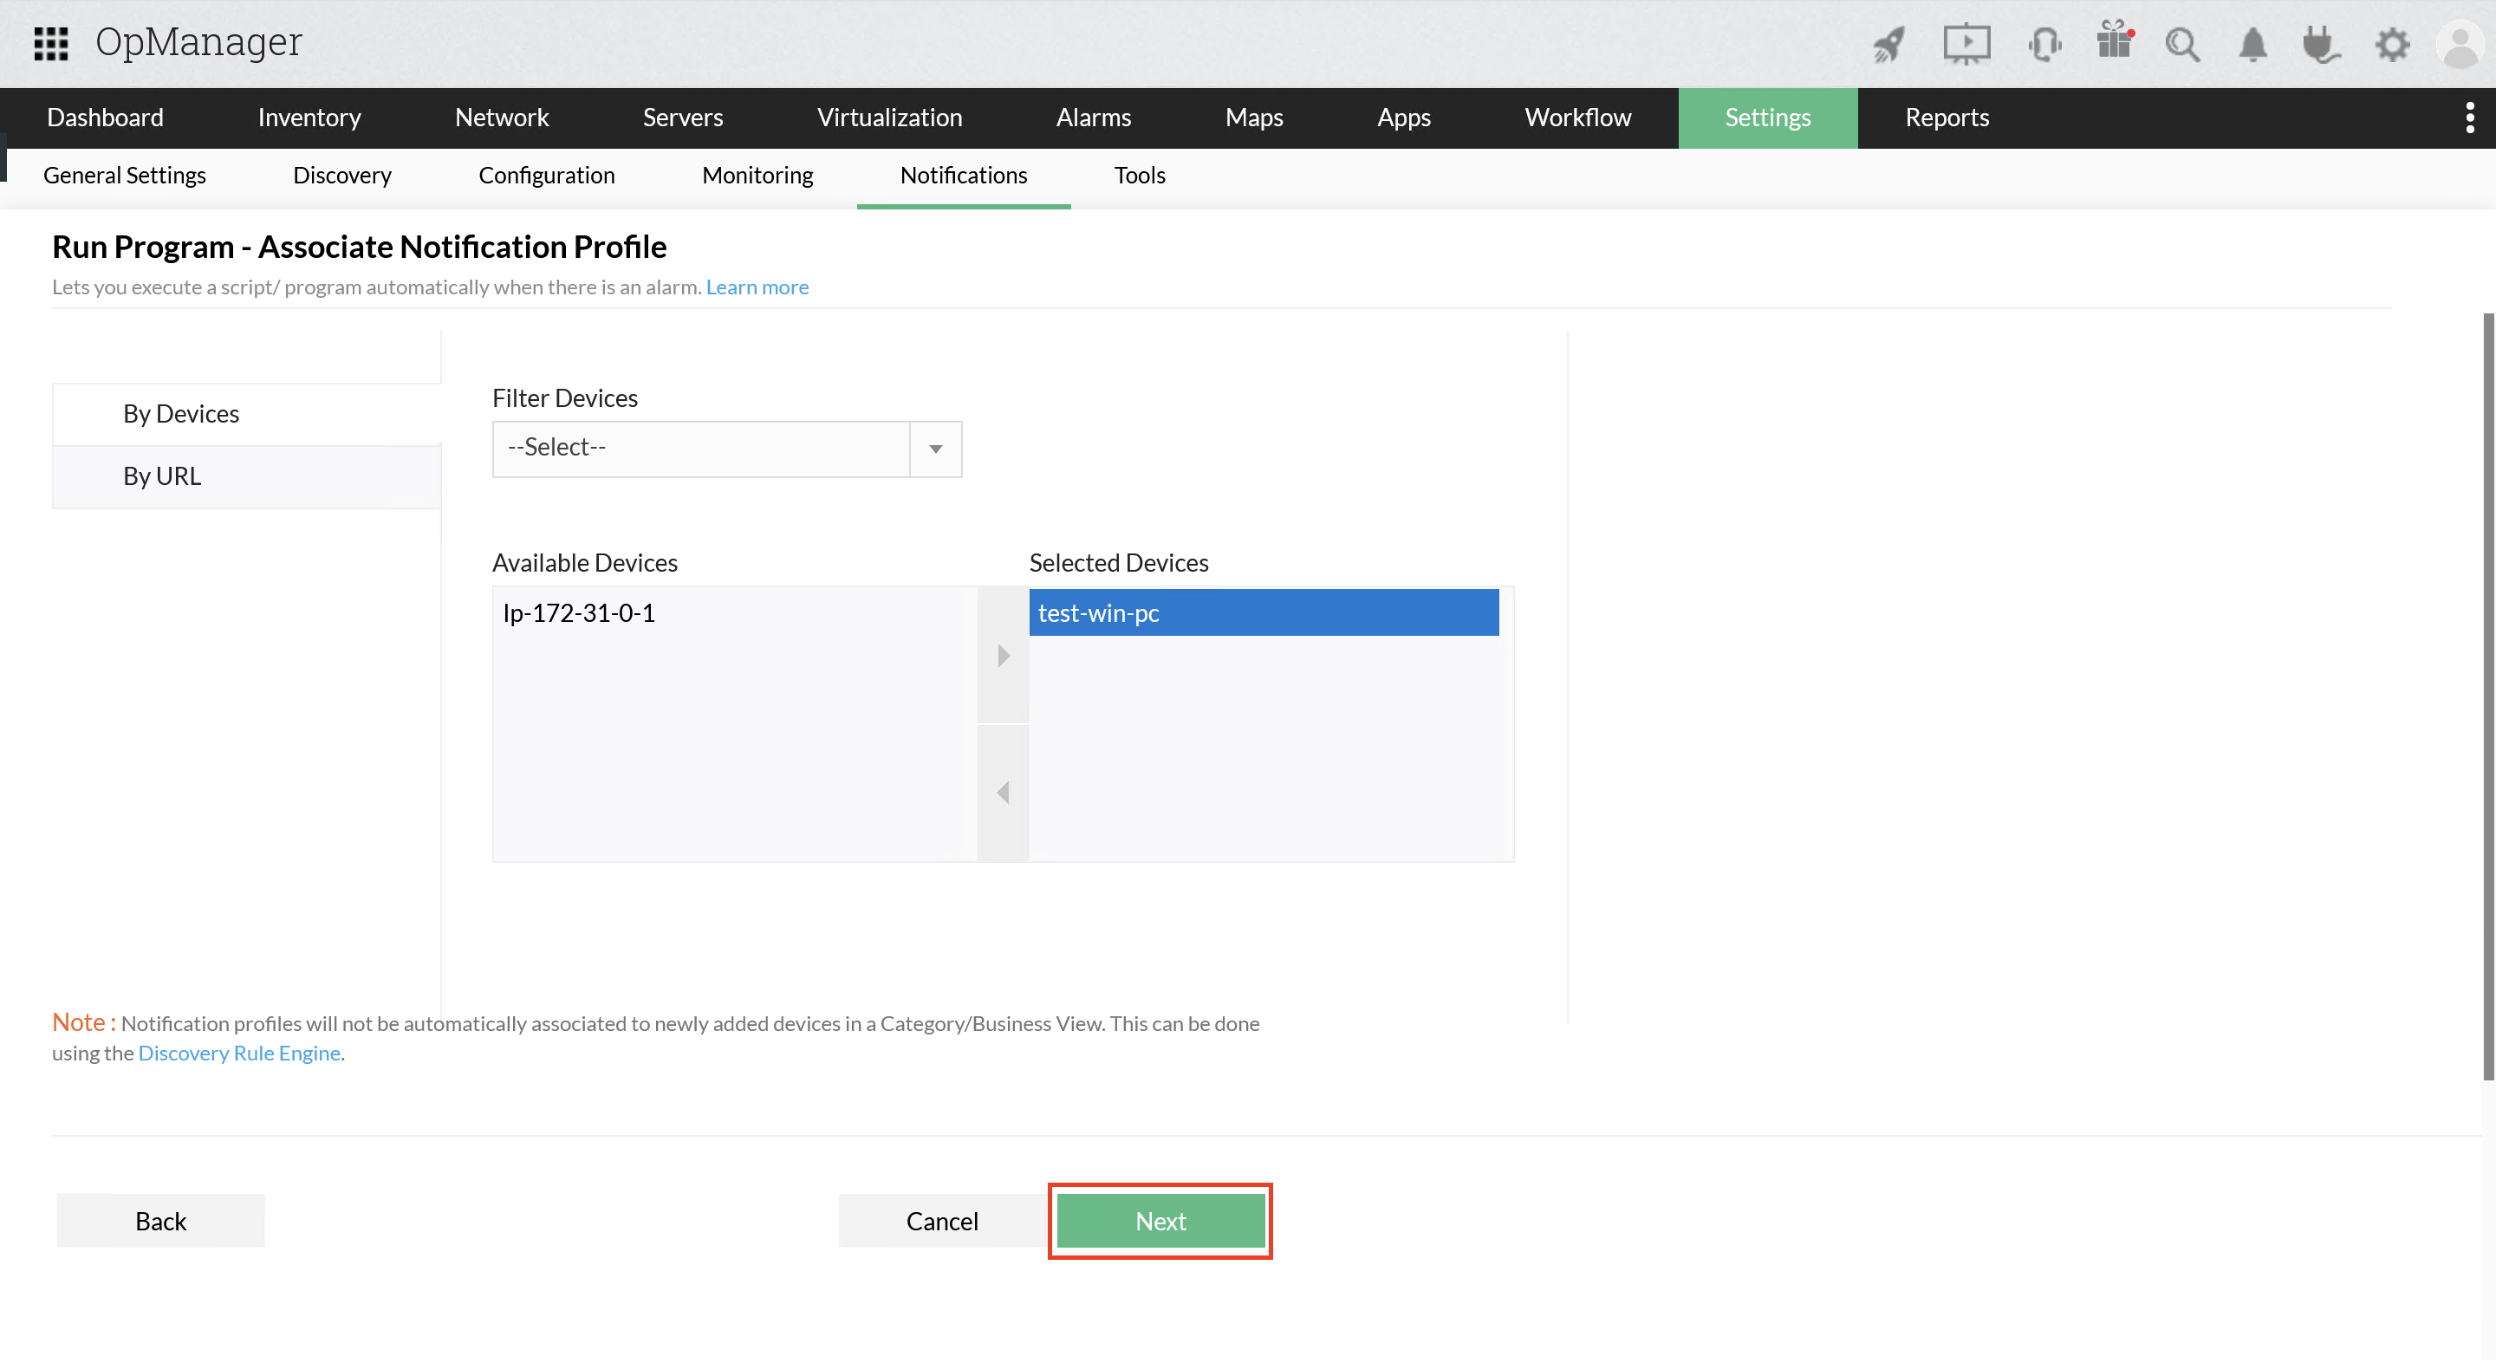 OpManager
Dashboard Inventory Network Servers Virtualization Alarms Maps Apps Workflow Settings Reports
General Settings Discovery Configuration Monitoring Notifications Tools
Run Program - Associate Notification Profile
Lets you execute a script/ program automatically when there is an alarm. Learn more
By Devices
By URL
Filter Devices
--Select--
Available Devices Selected Devices
Ip-172-31-0-1 test-win-pc
Note : Notification profiles will not be automatically associated to newly added devices in a Category/Business View. This can be done
using the Discovery Rule Engine.
Back Cancel Next